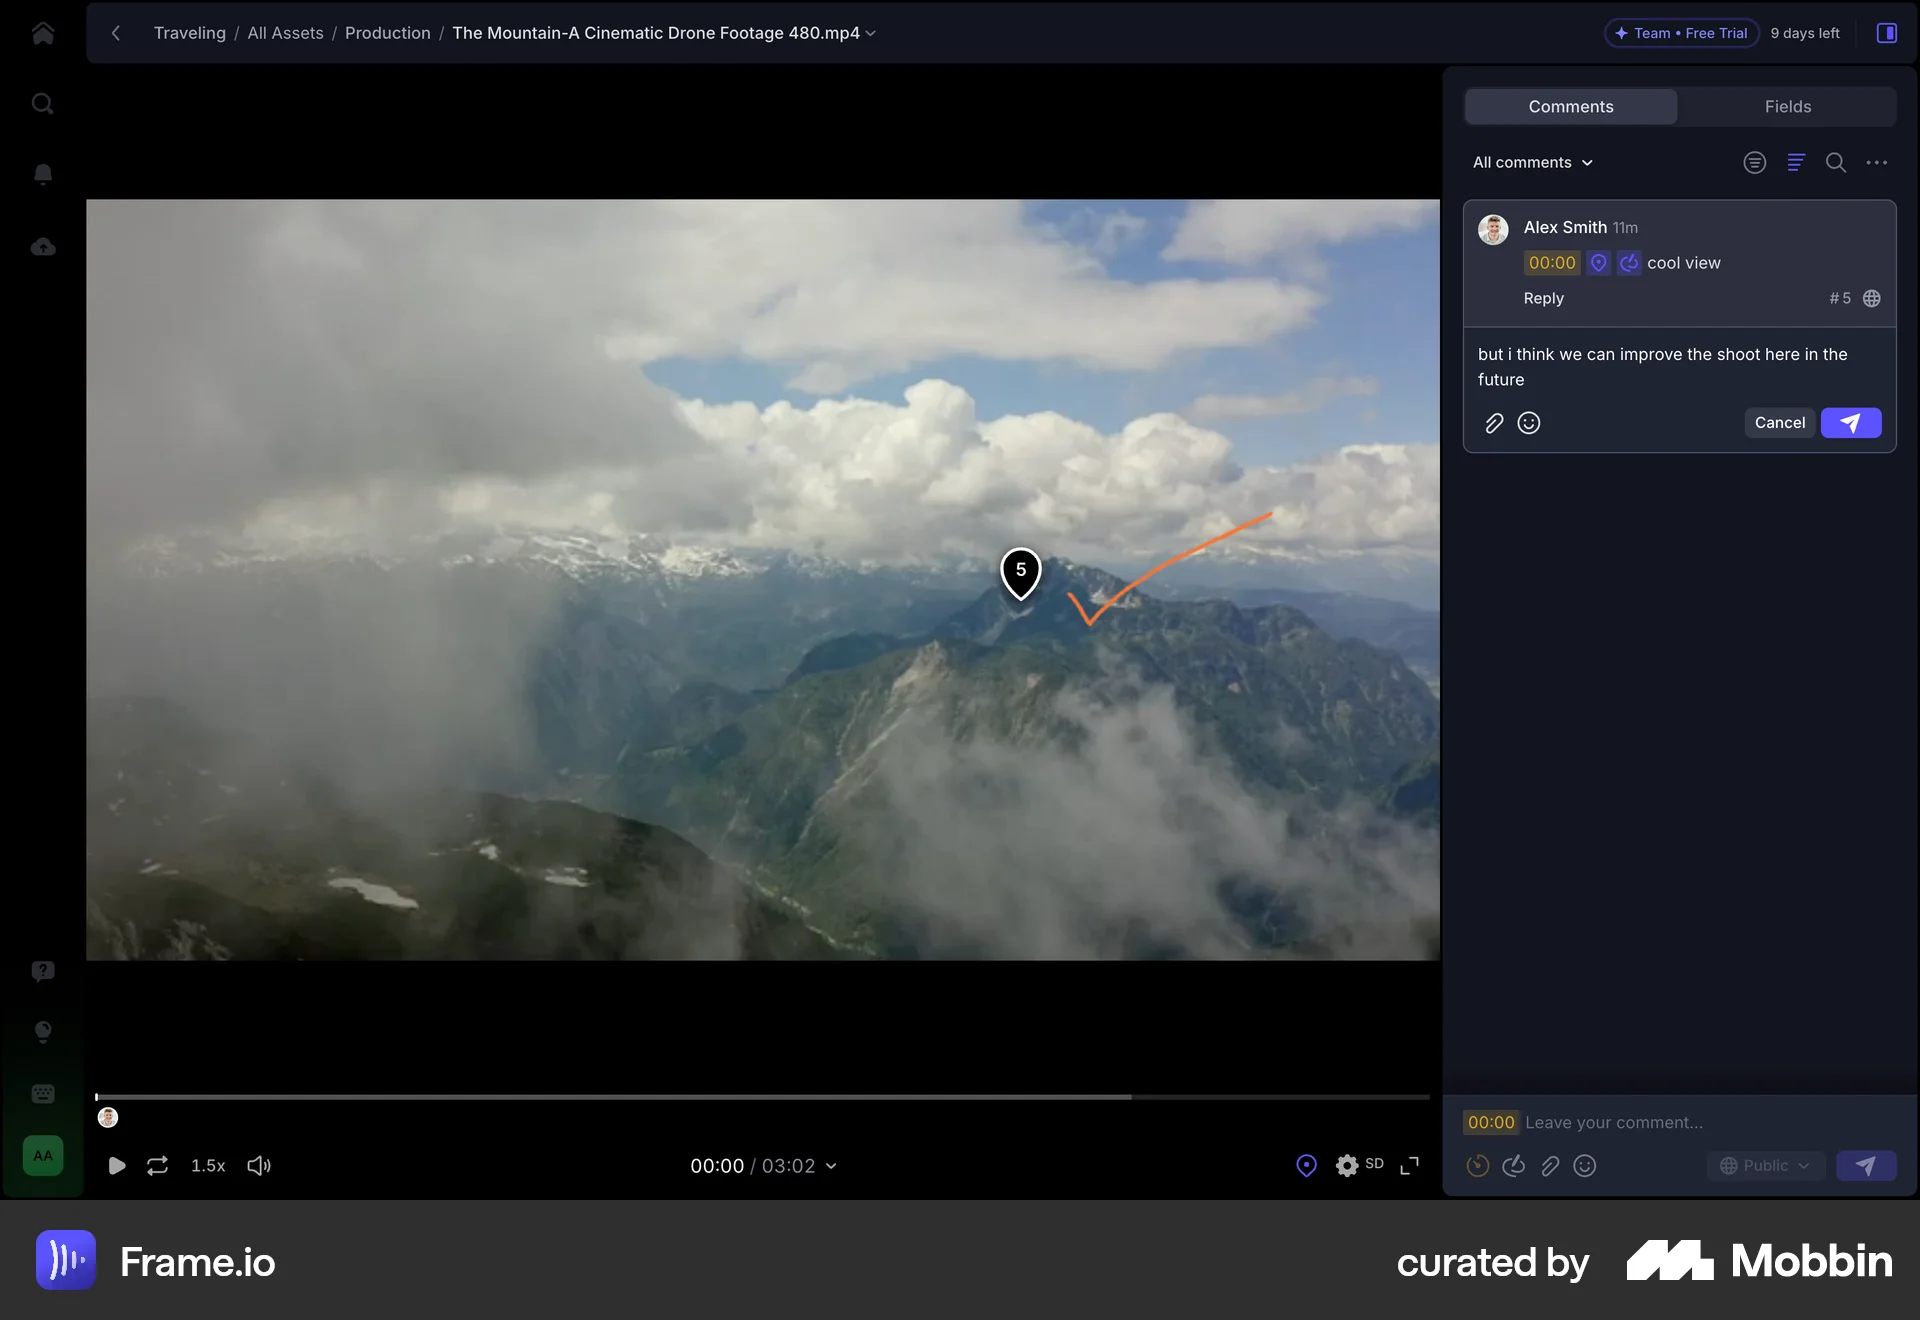 Traveling / All Assets / Production / The Mountain-A Cinematic Drone Footage 480.mp4
Team • Free Trial
9 days left
Comments
Fields
All comments
Alex Smith 11m
00:00 cool view
Reply
#5
but i think we can improve the shoot here in the
future
Cancel
5
00:00 Leave your comment...
Public
AA
1.5x
00:00 / 03:02
SD
Frame.io
curated by
Mobbin